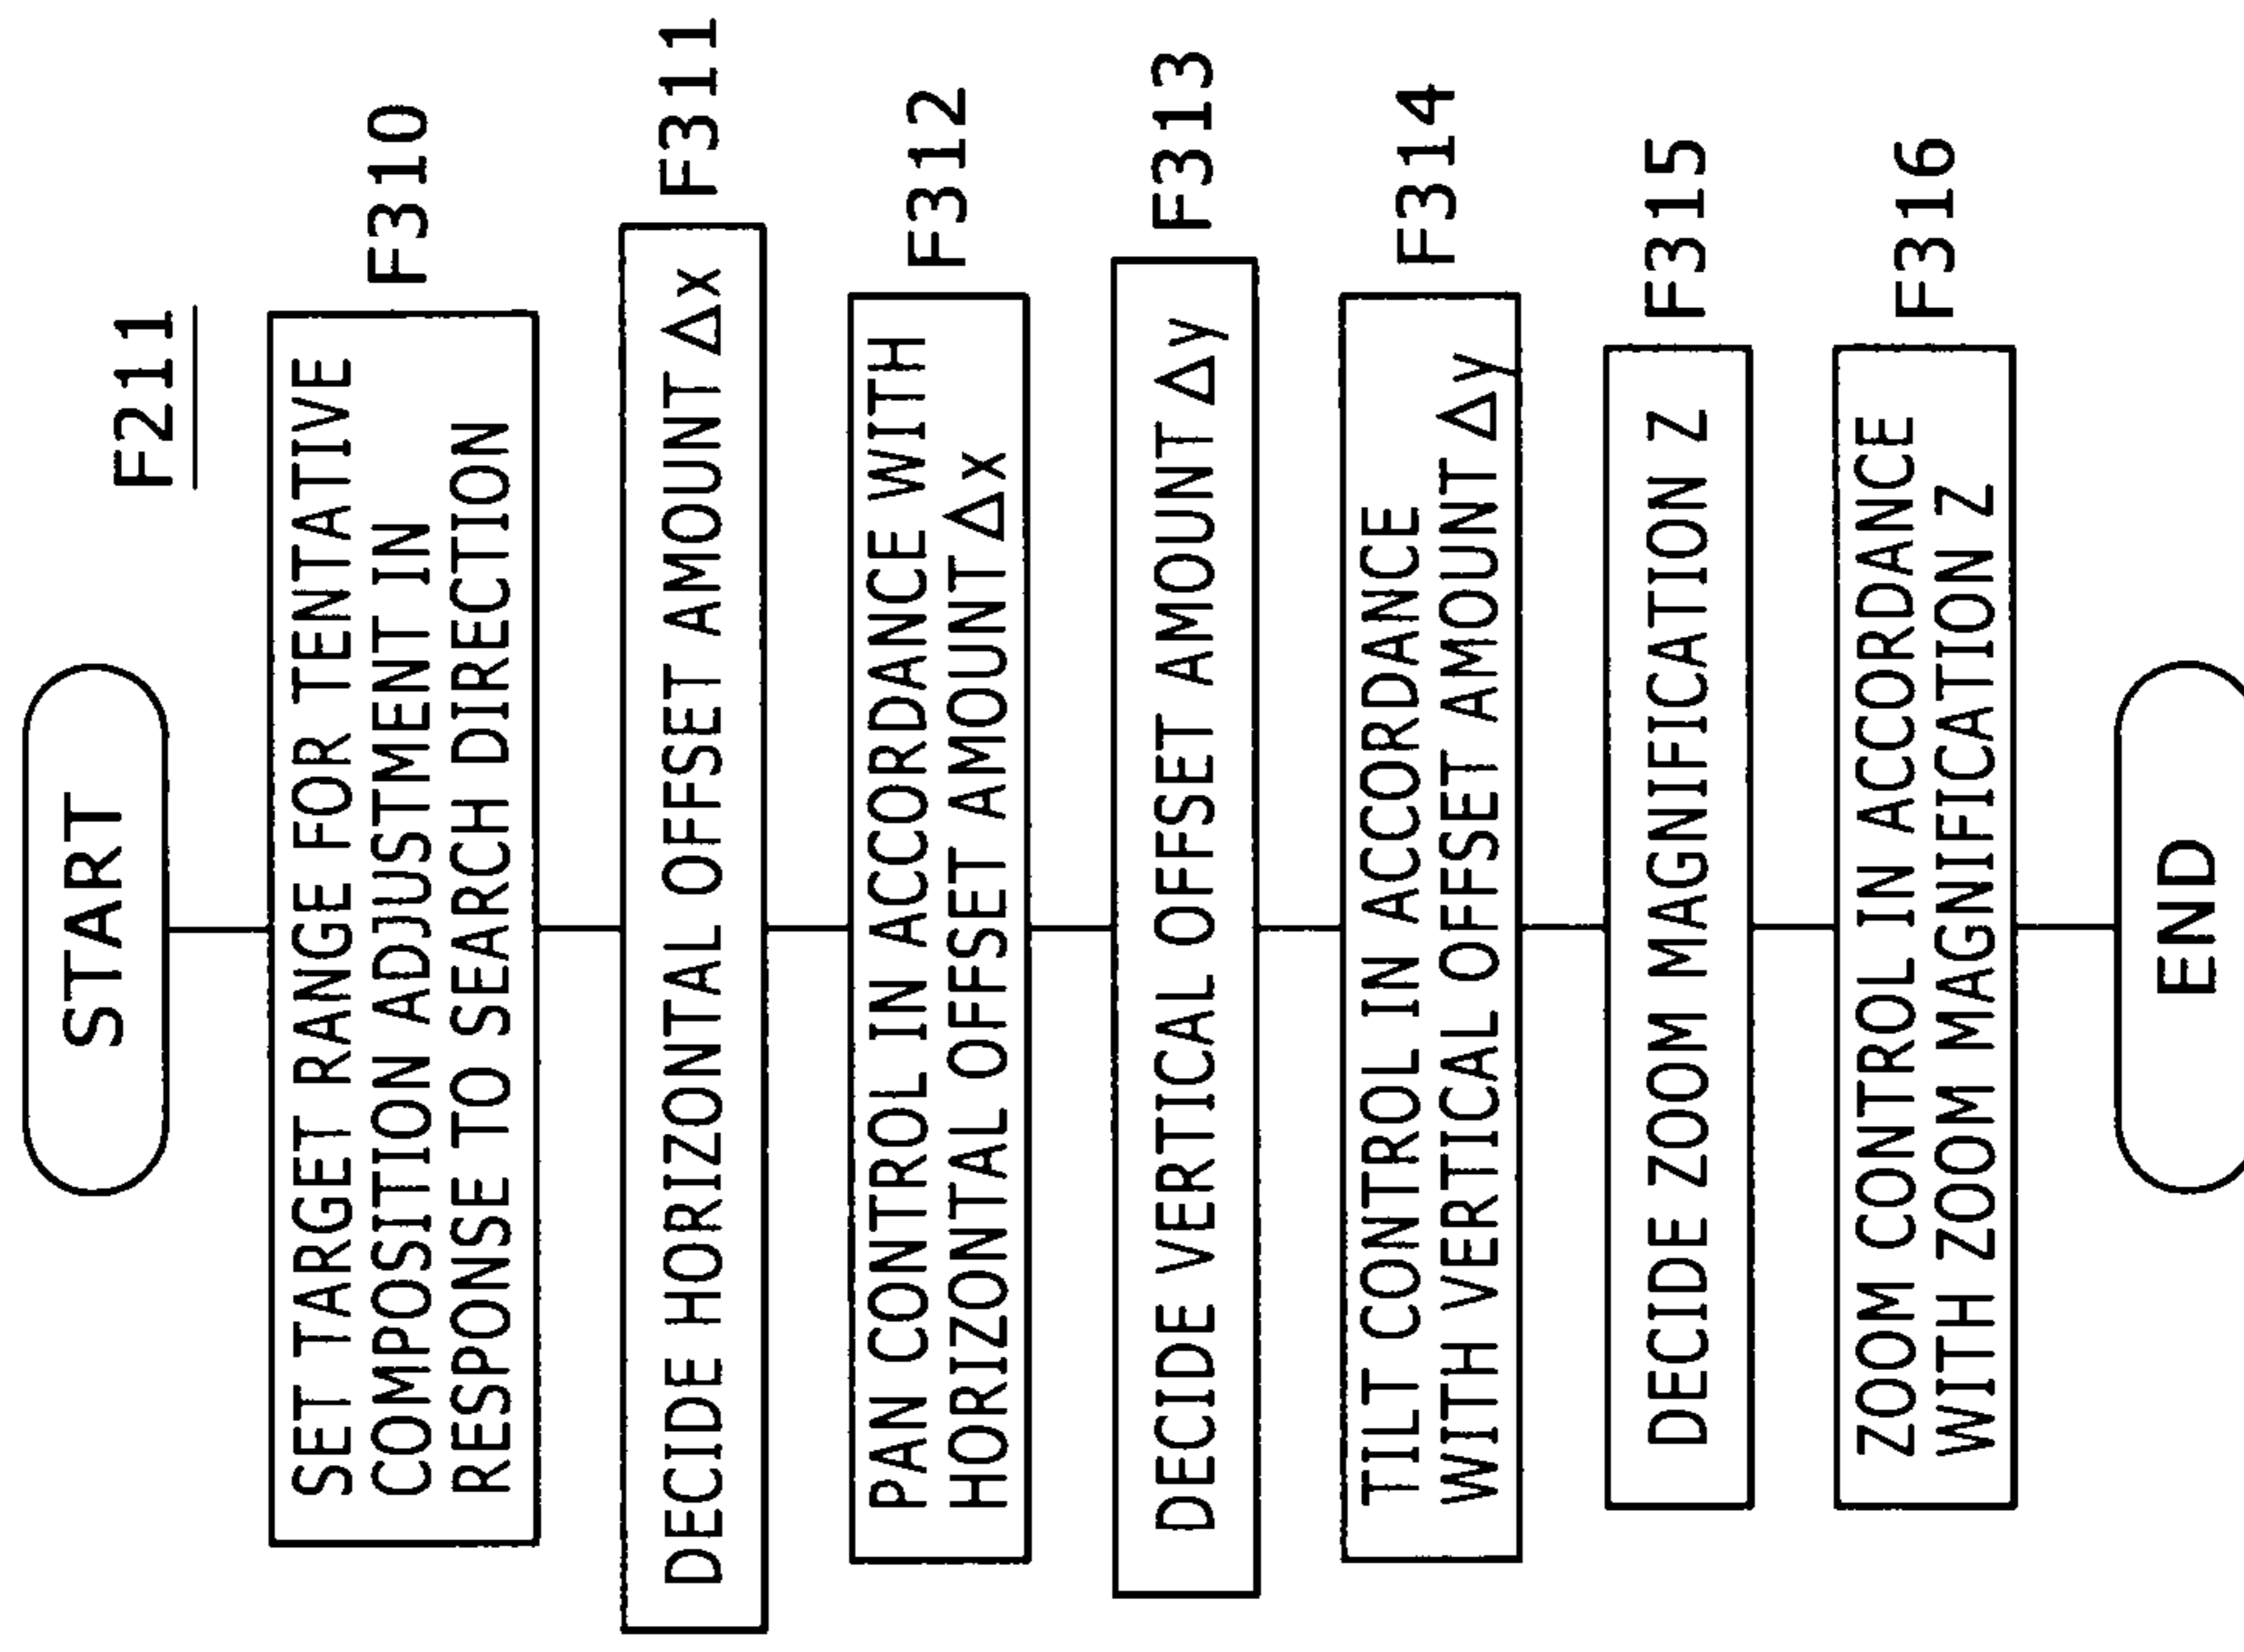 F211
START
SET TARGET RANGE FOR TENTATIVE
COMPOSITION ADJUSTMENT IN
RESPONSE TO SEARCH DIRECTION
F310
DECIDE HORIZONTAL OFFSET AMOUNT Δx
F311
PAN CONTROL IN ACCORDANCE WITH
HORIZONTAL OFFSET AMOUNT Δx
F312
DECIDE VERTICAL OFFSET AMOUNT Δy
F313
TILT CONTROL IN ACCORDANCE
WITH VERTICAL OFFSET AMOUNT Δy
F314
DECIDE ZOOM MAGNIFICATION Z
F315
ZOOM CONTROL IN ACCORDANCE
WITH ZOOM MAGNIFICATION Z
F316
END